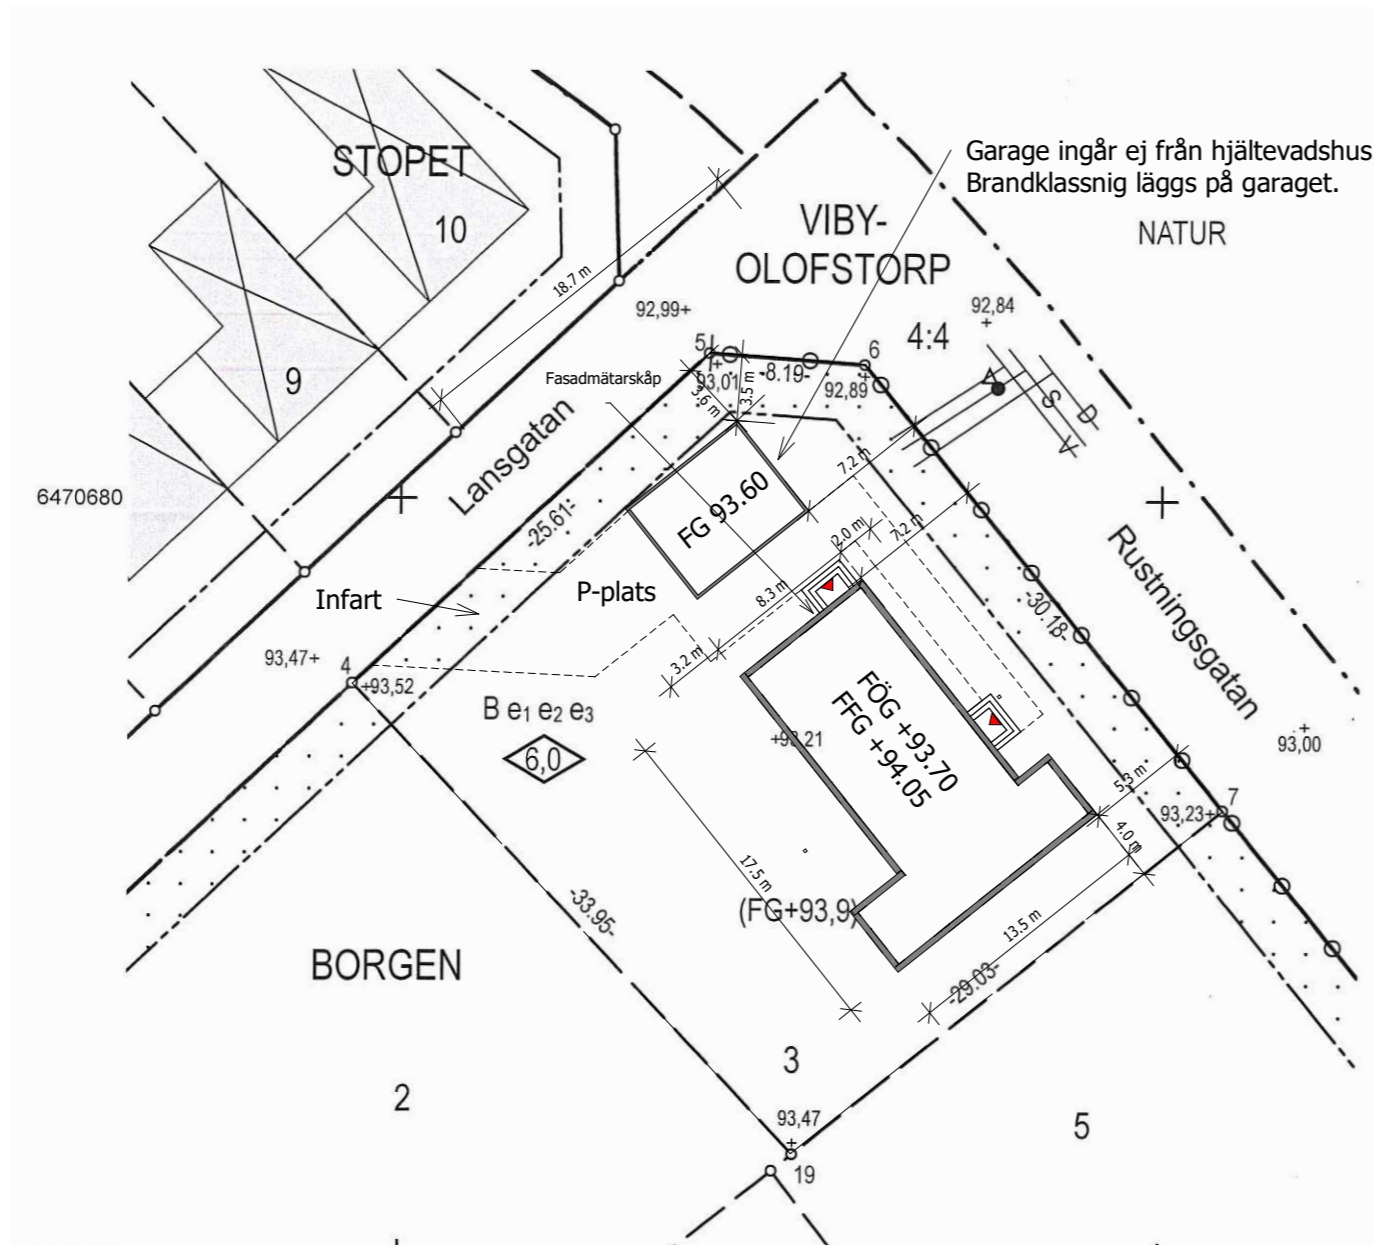 Garage ingår ej från hjältevadshus
Brandklassnig läggs på garaget.
STOPET
10
VIBY-
OLOFSTORP
4:4
NATUR
18.7 m
92,99+
92,84
+
5
6
9
Fasadmätarskåp
93,01
+
-8.19-
92,89
+
3.6 m
3.5 m
S
D
V
Lansgatan
7.2 m
6470680
FG 93.60
-25.61-
2.0 m
7.2 m
Rustningsgatan
Infart
P-plats
8.3 m
-30.18-
93,47+
4
+93,52
3.2 m
B e1 e2 e3
6,0
FÖG +93.70
FFG +94.05
+93,21
+
93,00
5.3 m
7
93,23+
4.0 m
17.5 m
-33.95-
(FG+93,9)
13.5 m
-29.03-
BORGEN
3
2
5
93,47
+
19